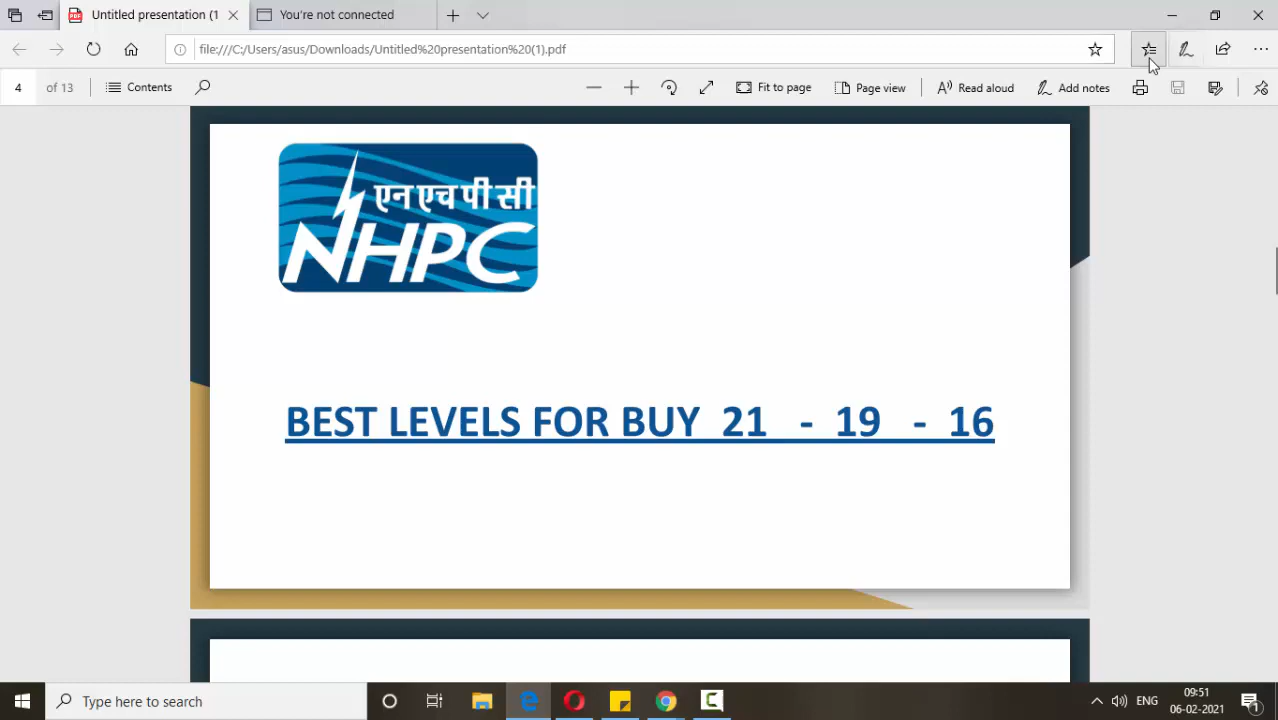 Untitled presentation (1
You're not connected
file:///C:/Users/asus/Downloads/Untitled%20presentation%20(1).pdf
4 of 13
Contents
Fit to page
Page view
Read aloud
Add notes
एनएचपीसी
NHPC
BEST LEVELS FOR BUY 21 - 19 - 16
Type here to search
ENG
09:51
06-02-2021
1